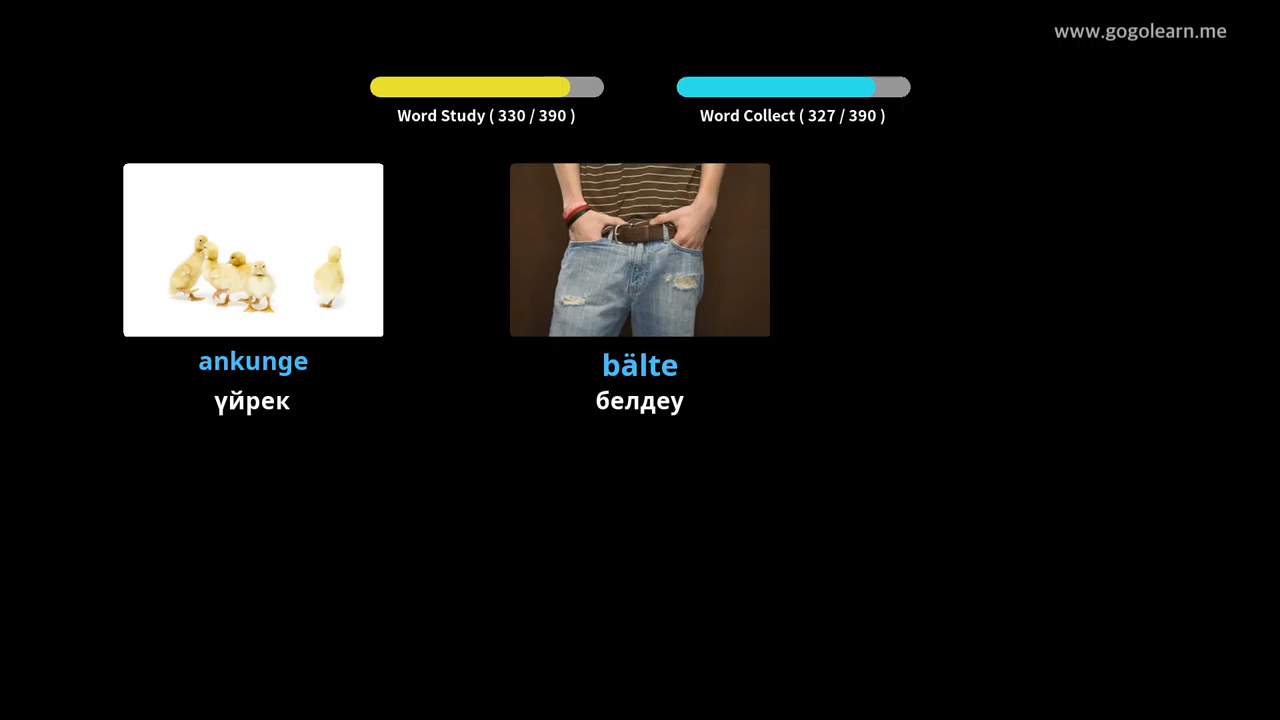 www.gogolearn.me
Word Study ( 330 / 390 )
Word Collect ( 327 / 390 )
ankunge
үйрек
bälte
белдеу